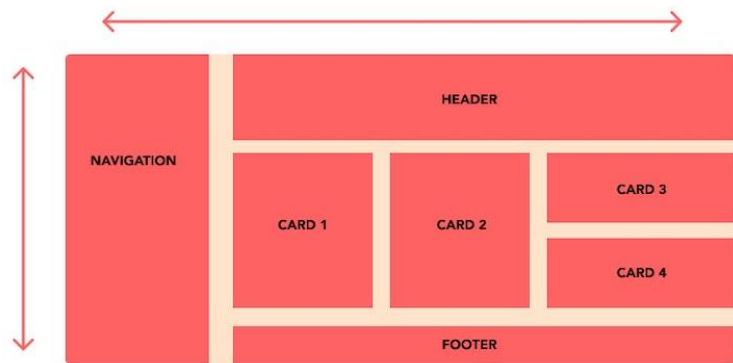 HEADER
NAVIGATION
CARD 1
CARD 2
CARD 3
CARD 4
FOOTER